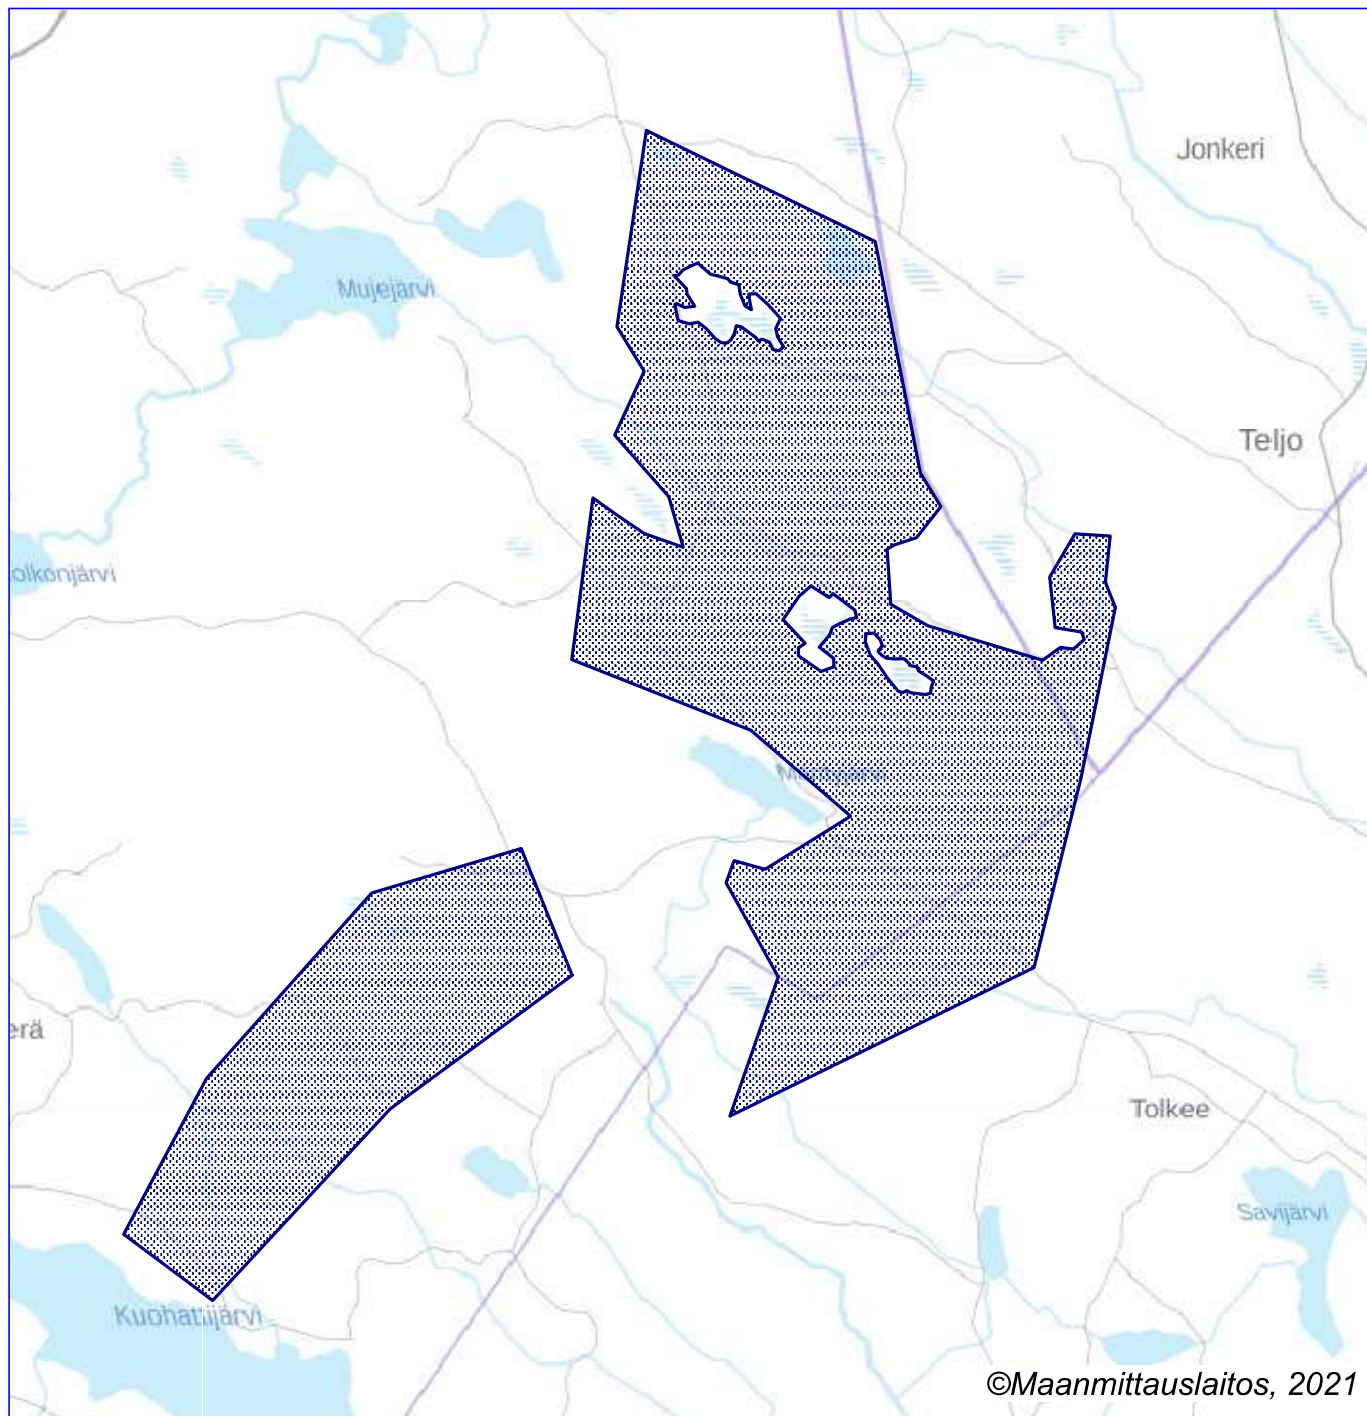 Jonkeri
Mujejärvi
Teljo
olkonjärvi
erä
Tolkee
Savijärvi
Kuohattijärvi
©Maanmittauslaitos, 2021